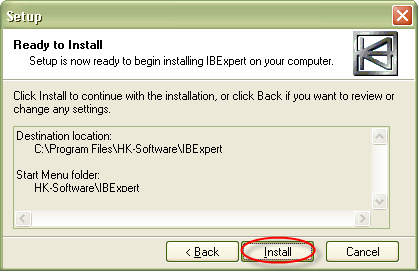 Setup
Ready to Install
Setup is now ready to begin installing IBExpert on your computer.
Click Install to continue with the installation, or click Back if you want to review or
change any settings.
Destination location:
C:\Program Files\HK-Software\IBExpert
Start Menu folder:
HK-Software\IBExpert
< Back
Install
Cancel